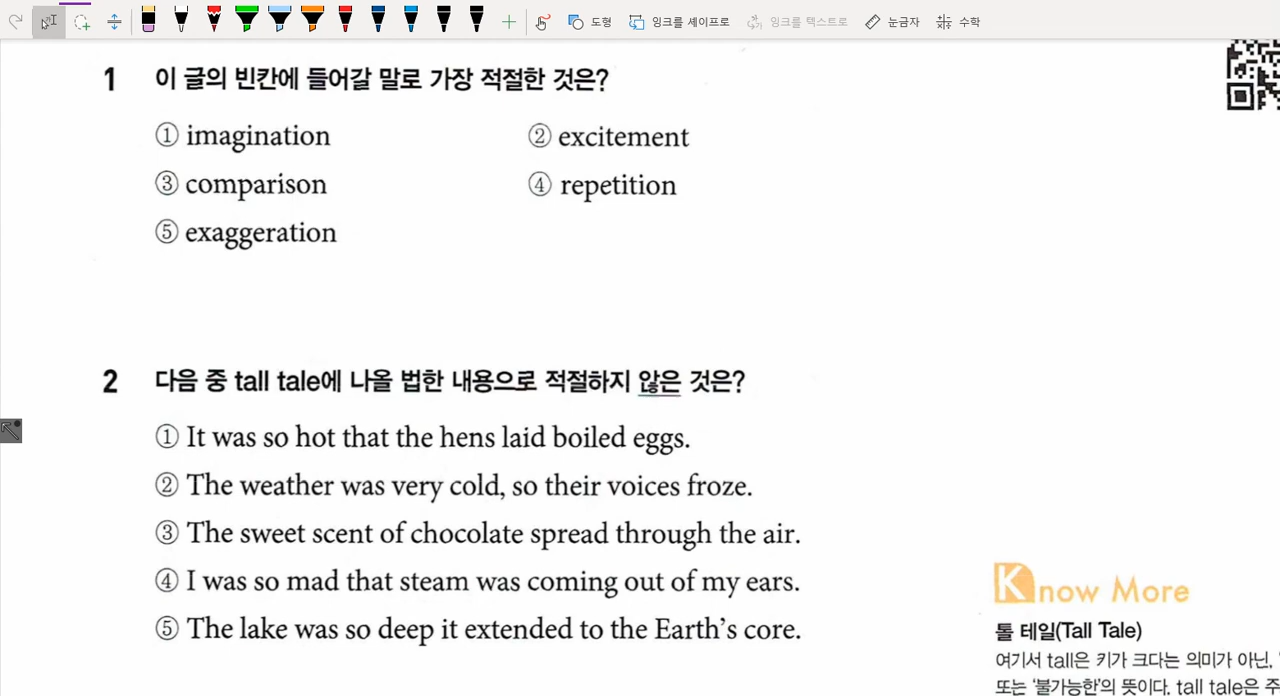 도형 잉크를 셰이프로 잉크를 텍스트로 눈금자 수학
1 이 글의 빈칸에 들어갈 말로 가장 적절한 것은?
① imagination ② excitement
③ comparison ④ repetition
⑤ exaggeration
2 다음 중 tall tale에 나올 법한 내용으로 적절하지 않은 것은?
① It was so hot that the hens laid boiled eggs.
② The weather was very cold, so their voices froze.
③ The sweet scent of chocolate spread through the air.
④ I was so mad that steam was coming out of my ears.
⑤ The lake was so deep it extended to the Earth's core.
Know More
톨 테일(Tall Tale)
여기서 tall은 키가 크다는 의미가 아닌, '
또는 '불가능한'의 뜻이다. tall tale은 주